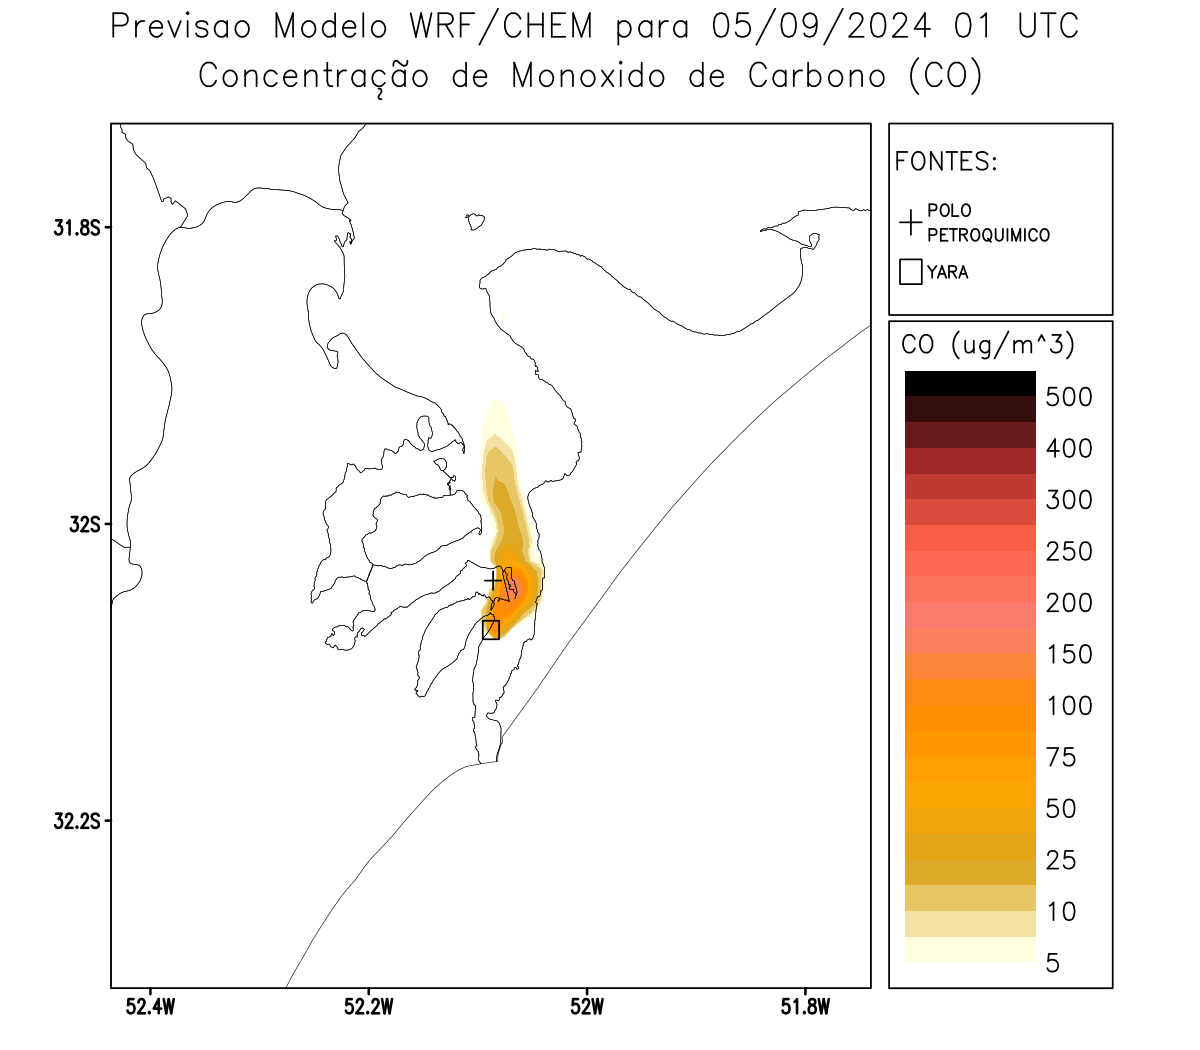 Previsao Modelo WRF/CHEM para 05/09/2024 01 UTC
Concentração de Monoxido de Carbono (CO)
FONTES:
POLO
PETROQUIMICO
YARA
CO (ug/m^3)
500
400
300
250
200
150
100
75
50
25
10
5
31.8S
32S
32.2S
52.4W
52.2W
52W
51.8W